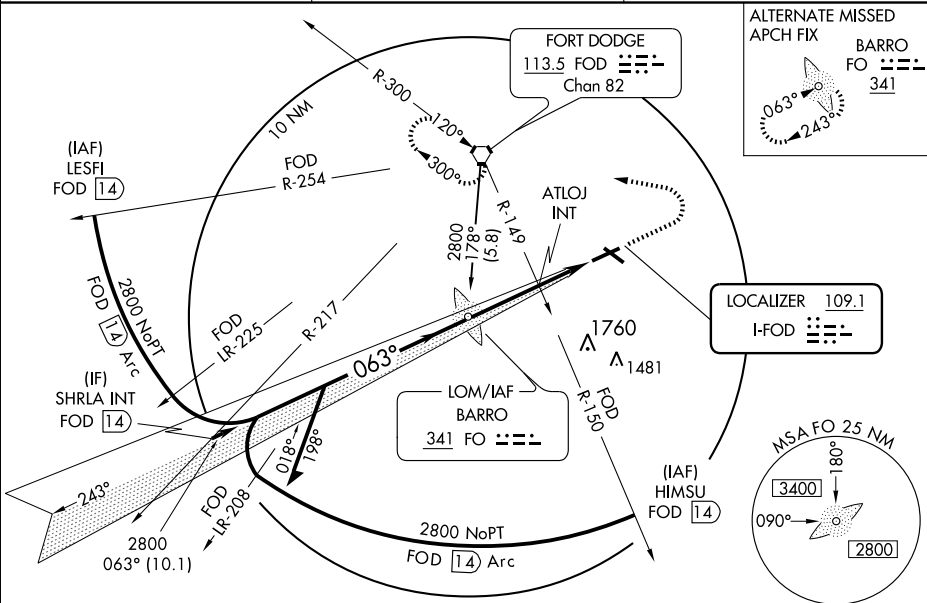 ALTERNATE MISSED
APCH FIX
BARRO
FO
341
063°
243°
FORT DODGE
113.5 FOD
Chan 82
R-300
10 NM
120°
300°
(IAF)
LESFI
FOD 14
FOD
R-254
ATLOJ
INT
R-149
2800
178°
(5.8)
2800 NoPT
FOD 14 Arc
FOD
LR-225
R-217
LOCALIZER 109.1
I-FOD
1760
1481
063°
(IF)
SHRLA INT
FOD 14
LOM/IAF
BARRO
341 FO
FOD
R-150
018°
198°
FOD
LR-208
243°
2800
063° (10.1)
(IAF)
HIMSU
FOD 14
2800 NoPT
FOD 14 Arc
MSA FO 25 NM
180°
3400
090°
2800